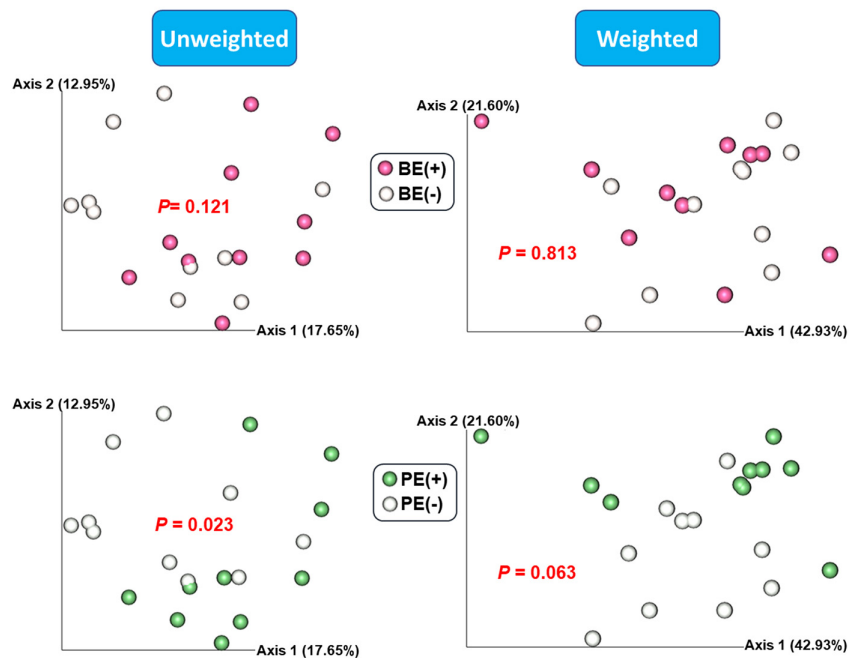 Unweighted
Weighted
Axis 2 (12.95%)
Axis 2 (21.60%)
BE(+)
BE(-)
P= 0.121
P = 0.813
Axis 1 (17.65%)
Axis 1 (42.93%)
Axis 2 (12.95%)
Axis 2 (21.60%)
PE(+)
PE(-)
P = 0.023
P = 0.063
Axis 1 (17.65%)
Axis 1 (42.93%)